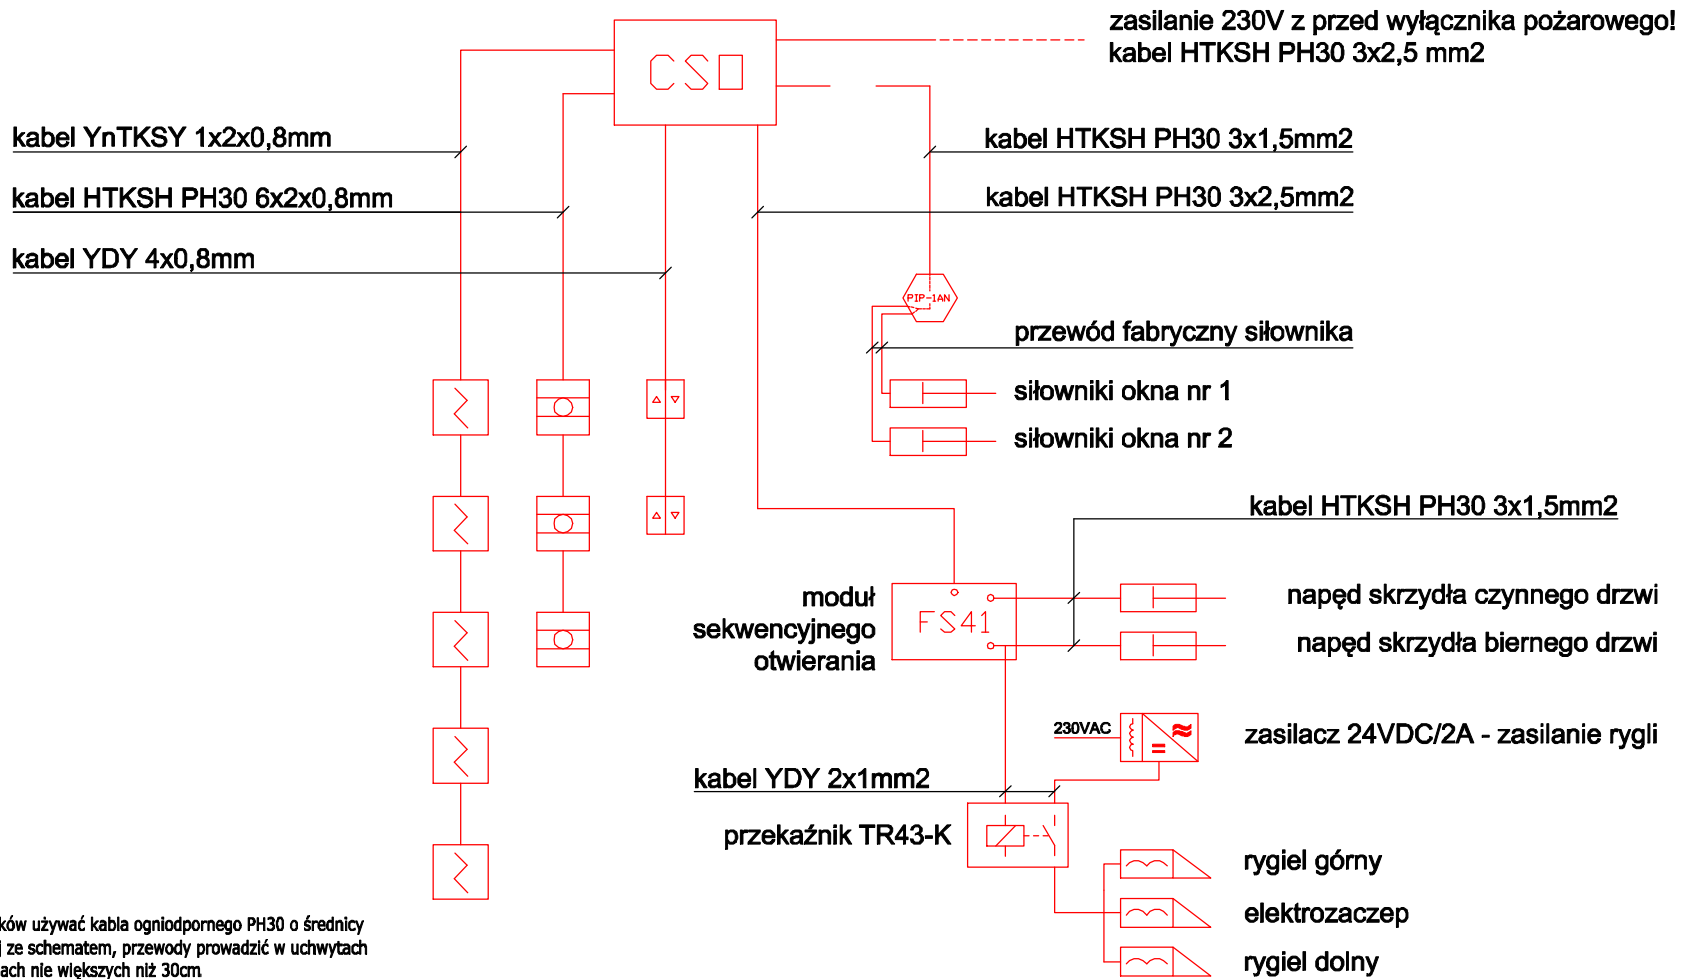 zasilanie 230V z przed wyłącznika pożarowego!
kabel HTKSH PH30 3x2,5 mm2
CSO
kabel YnTKSY 1x2x0,8mm
kabel HTKSH PH30 3x1,5mm2
kabel HTKSH PH30 6x2x0,8mm
kabel HTKSH PH30 3x2,5mm2
kabel YDY 4x0,8mm
PIP-1AN
przewód fabryczny siłownika
siłowniki okna nr 1
siłowniki okna nr 2
kabel HTKSH PH30 3x1,5mm2
moduł
sekwencyjnego
otwierania
FS41
napęd skrzydła czynnego drzwi
napęd skrzydła biernego drzwi
230VAC
zasilacz 24VDC/2A - zasilanie rygli
kabel YDY 2x1mm2
przekaźnik TR43-K
rygiel górny
elektrozaczep
rygiel dolny
ków używać kabla ogniodpornego PH30 o średnicy
j ze schematem, przewody prowadzić w uchwytach
ach nie większych niż 30cm